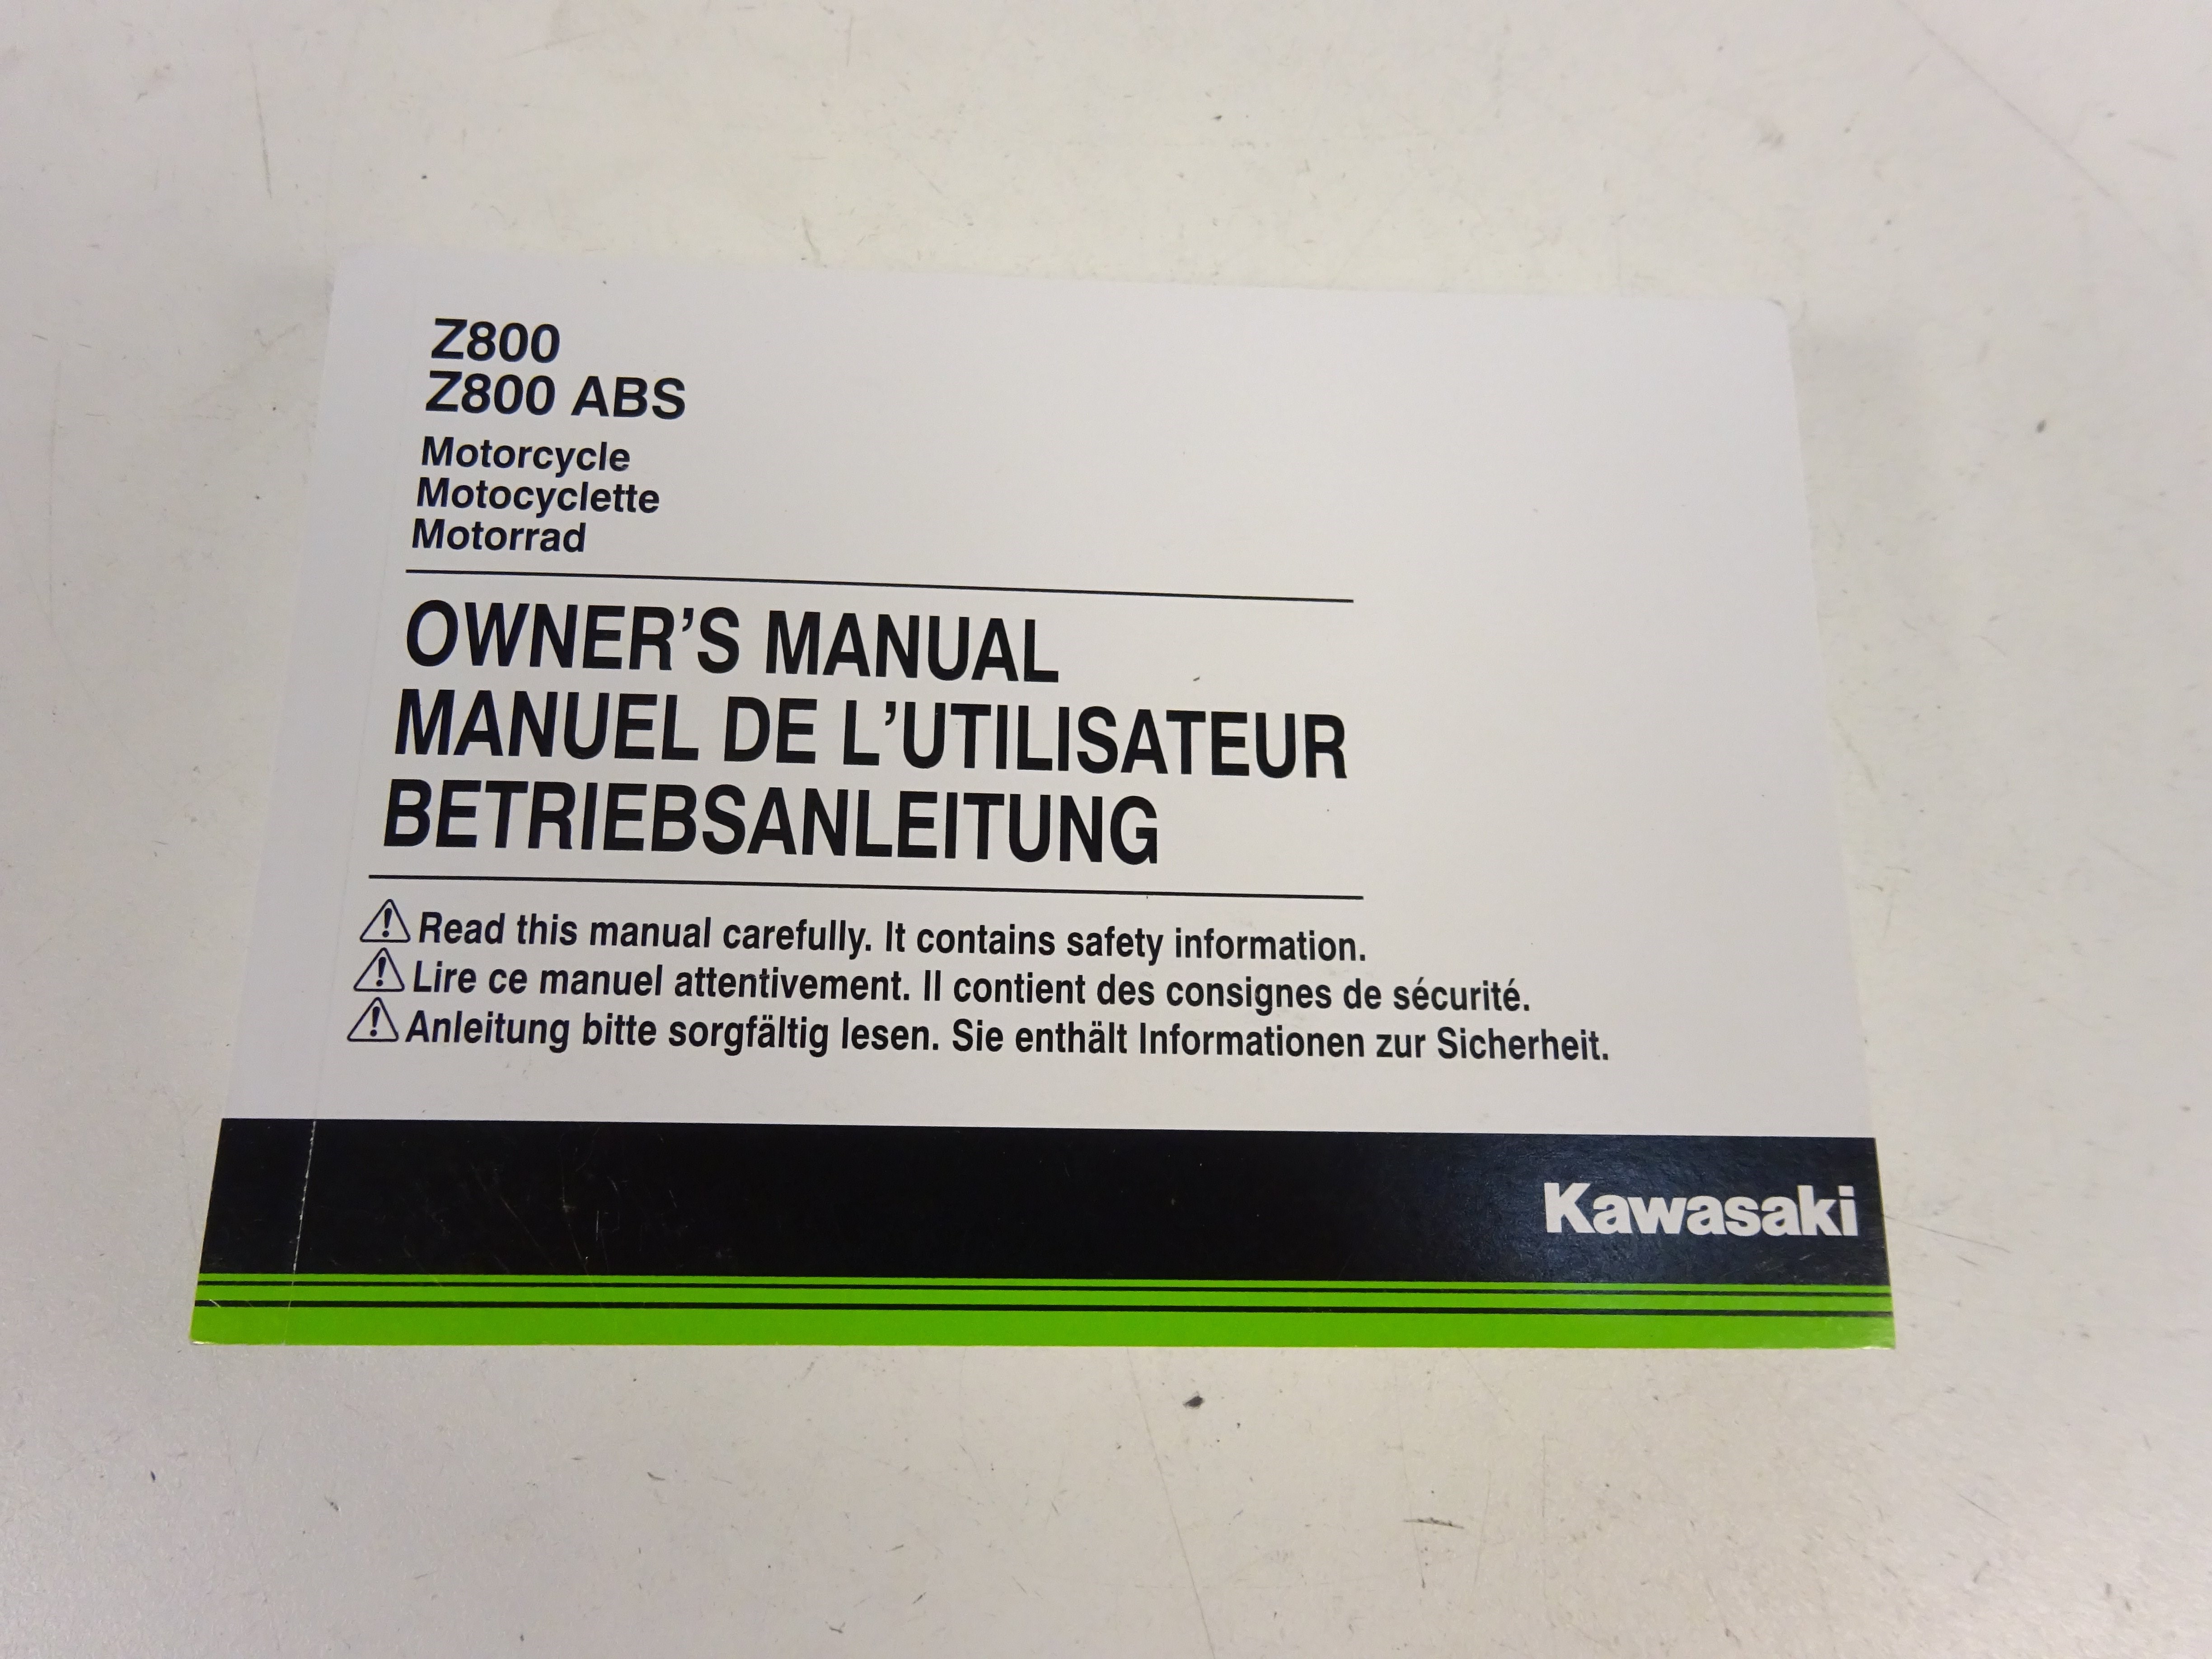 Z800
Z800 ABS
Motorcycle
Motocyclette
Motorrad
OWNER'S MANUAL
MANUEL DE L'UTILISATEUR
BETRIEBSANLEITUNG
Read this manual carefully. It contains safety information.
Lire ce manuel attentivement. Il contient des consignes de sécurité.
Anleitung bitte sorgfältig lesen. Sie enthält Informationen zur Sicherheit.
Kawasaki